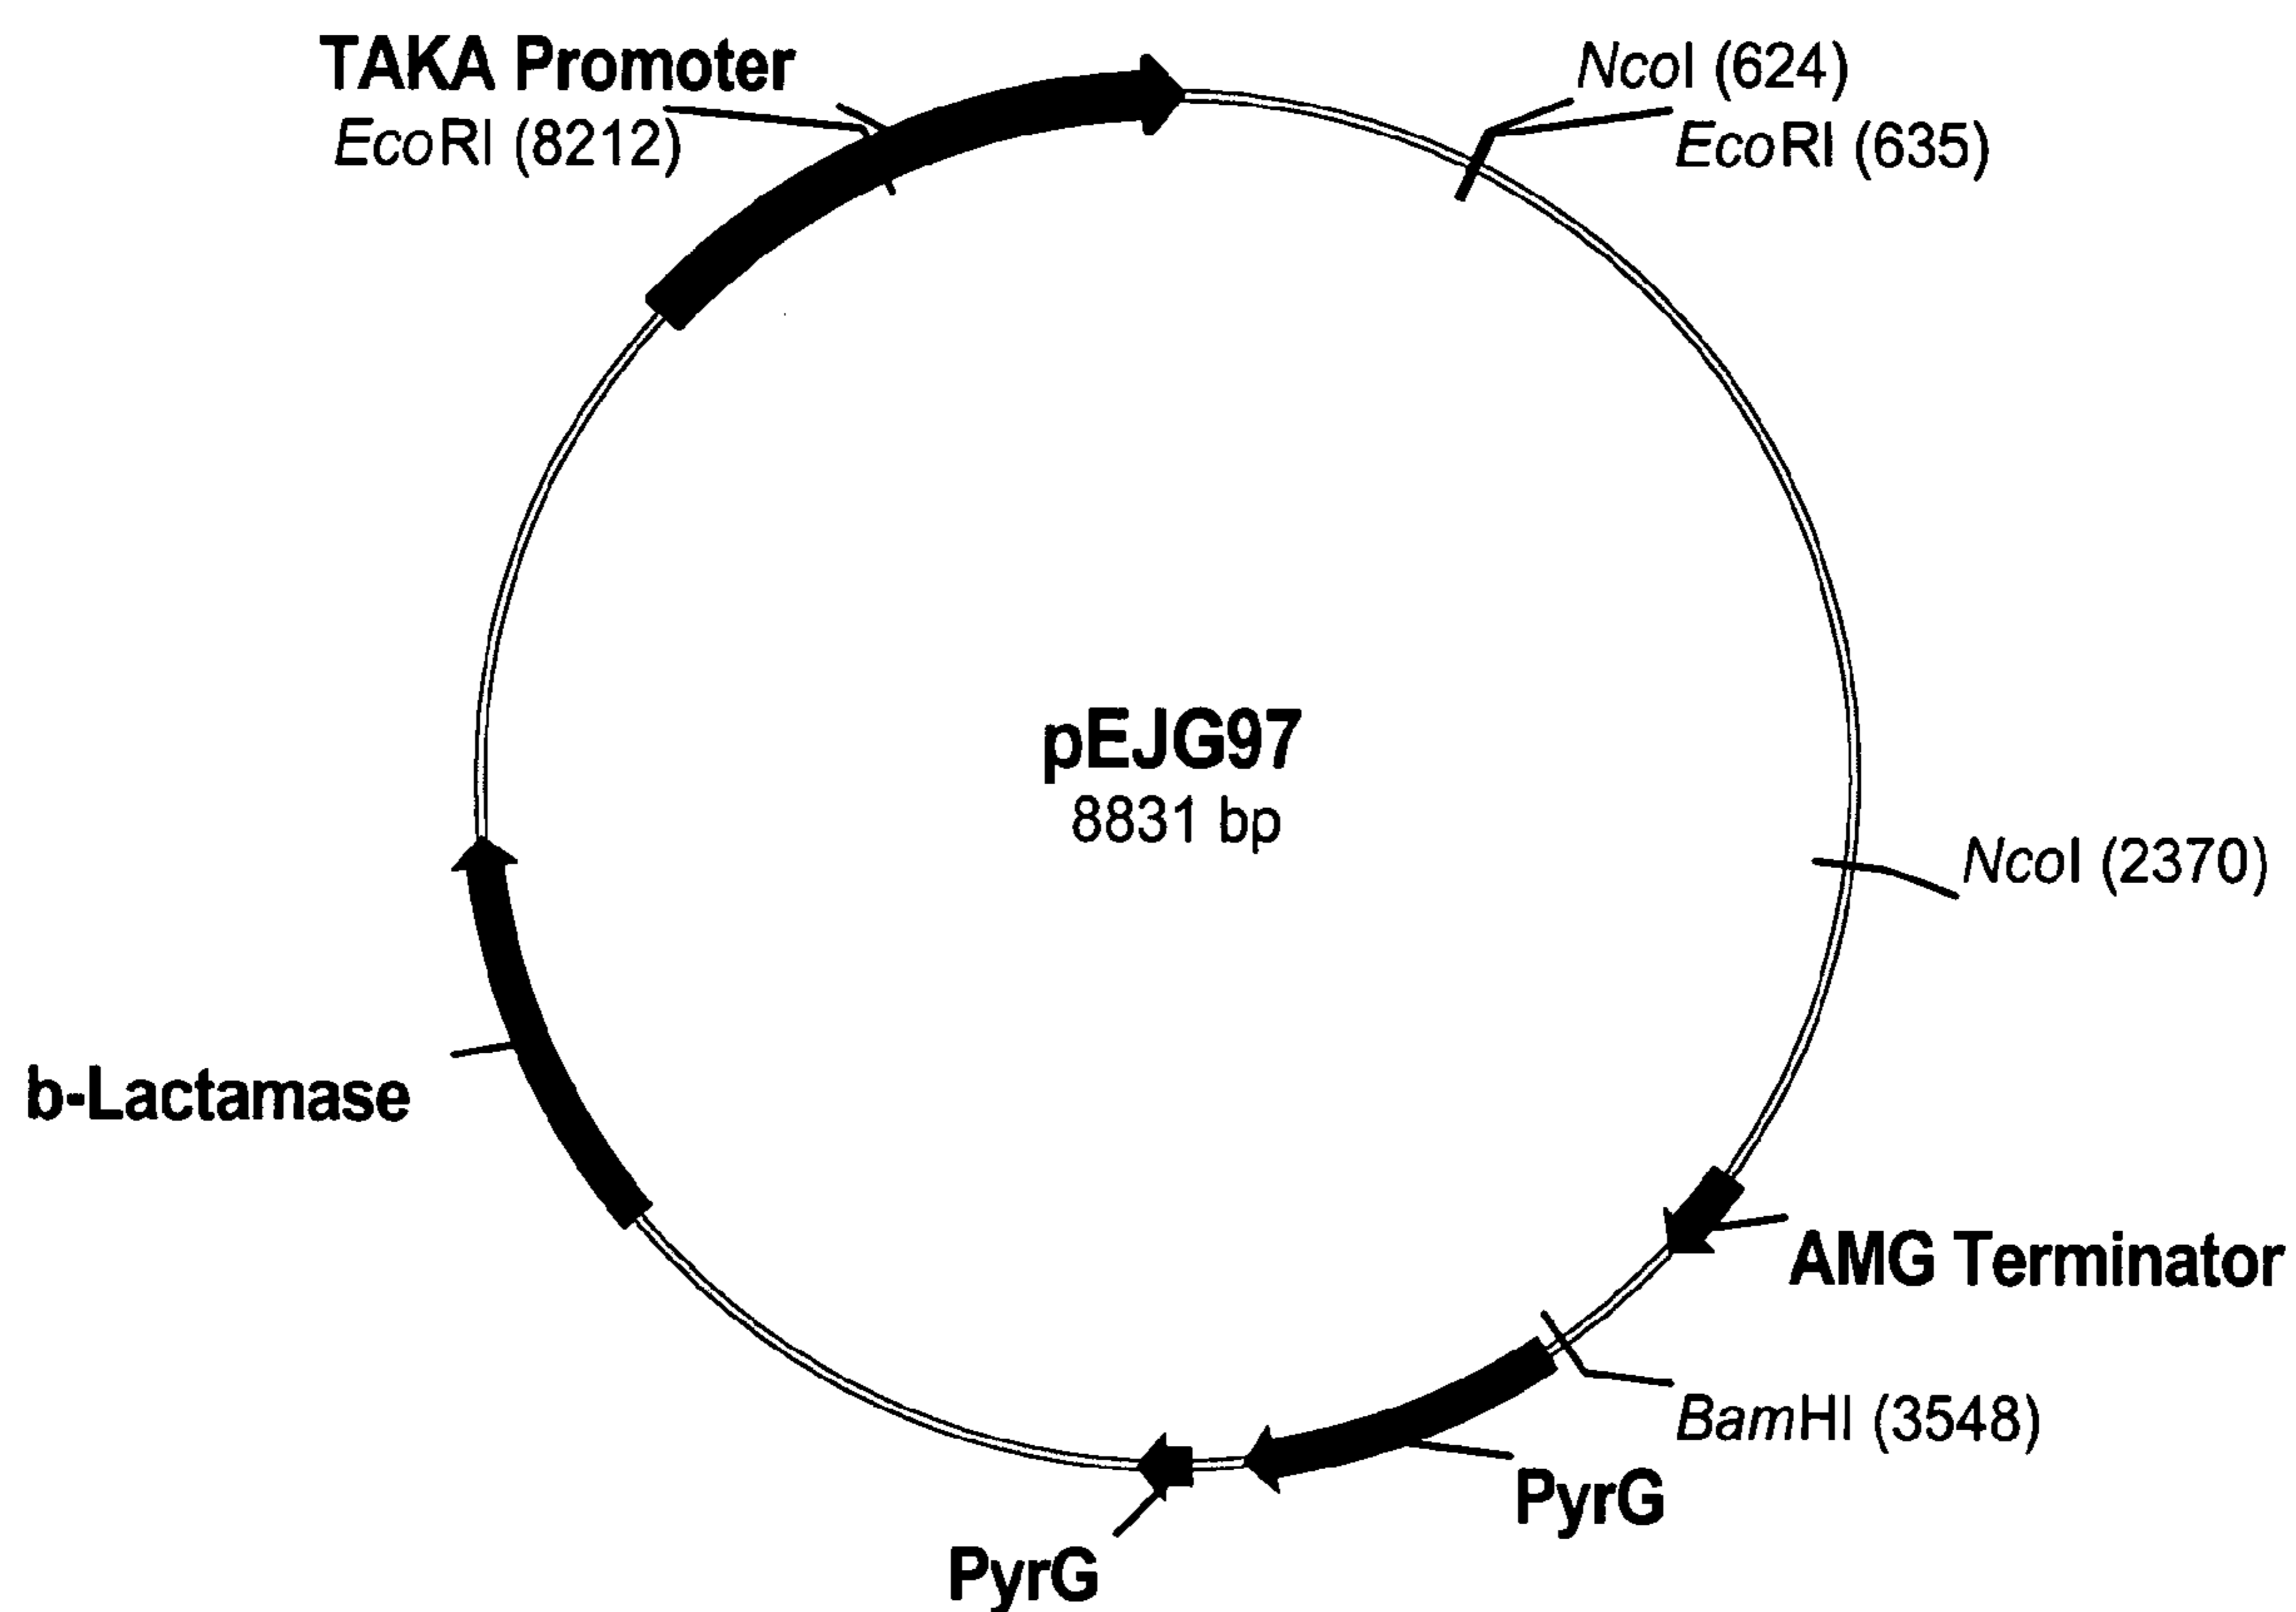 TAKA Promoter
EcoRI (8212)
NcoI (624)
EcoRI (635)
pEJG97
8831 bp
NcoI (2370)
b-Lactamase
AMG Terminator
BamHI (3548)
PyrG
PyrG